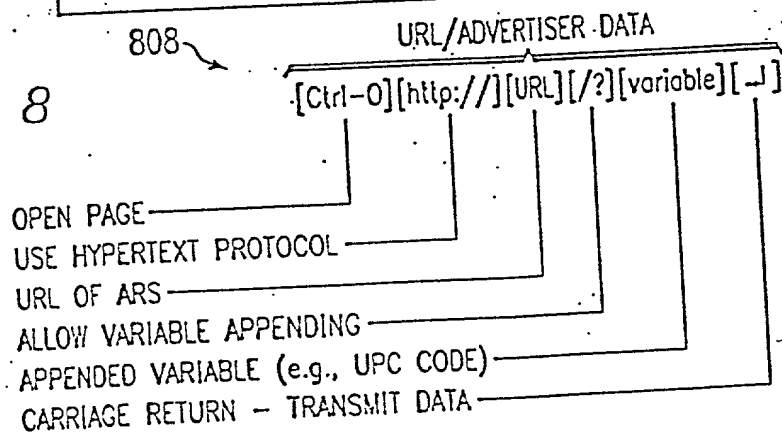 URL/ADVERTISER DATA
808
[Ctrl-O][http://][URL][/?][variable][↵]
8
OPEN PAGE
USE HYPERTEXT PROTOCOL
URL OF ARS
ALLOW VARIABLE APPENDING
APPENDED VARIABLE (e.g., UPC CODE)
CARRIAGE RETURN – TRANSMIT DATA